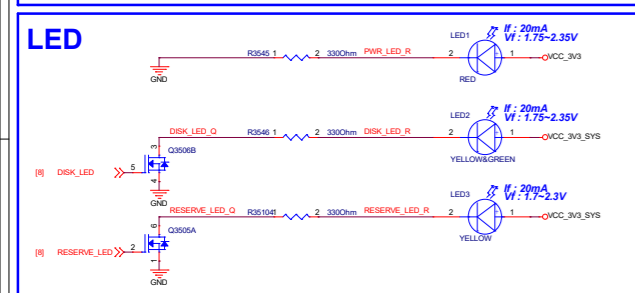 LED
LED1
If : 20mA
Vf : 1.75~2.35V
R3545 1 2 330Ohm PWR_LED_R 2 1 VCC_3V3
GND
RED
LED2
If : 20mA
Vf : 1.75~2.35V
DISK_LED_Q R3546 1 2 330Ohm DISK_LED_R 2 1 VCC_3V3_SYS
3
Q3506B
YELLOW&GREEN
[8] DISK_LED 5
4
GND
LED3
If : 20mA
Vf : 1.7~2.3V
RESERVE_LED_Q R35104 1 2 330Ohm RESERVE_LED_R 2 1 VCC_3V3_SYS
6
Q3505A
YELLOW
[8] RESERVE_LED 2
1
GND